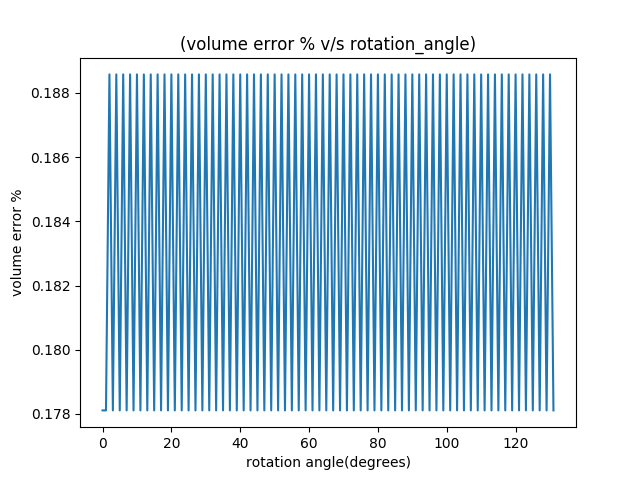 (volume error % v/s rotation_angle)
volume error %
0.188
0.186
0.184
0.182
0.180
0.178
0 20 40 60 80 100 120
rotation angle(degrees)